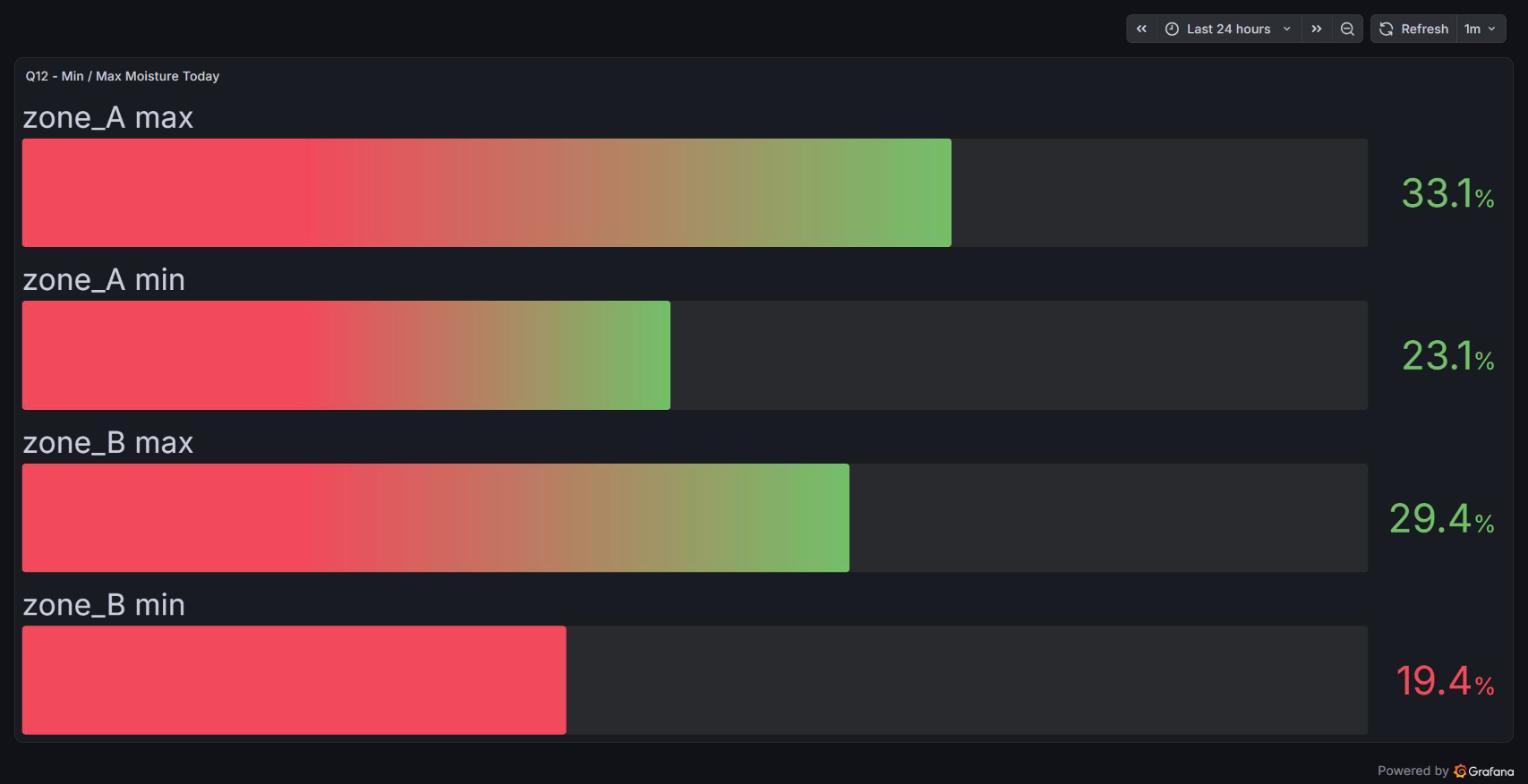 Last 24 hours
Refresh
1m
Q12 - Min / Max Moisture Today
zone_A max
33.1%
zone_A min
23.1%
zone_B max
29.4%
zone_B min
19.4%
Powered by Grafana